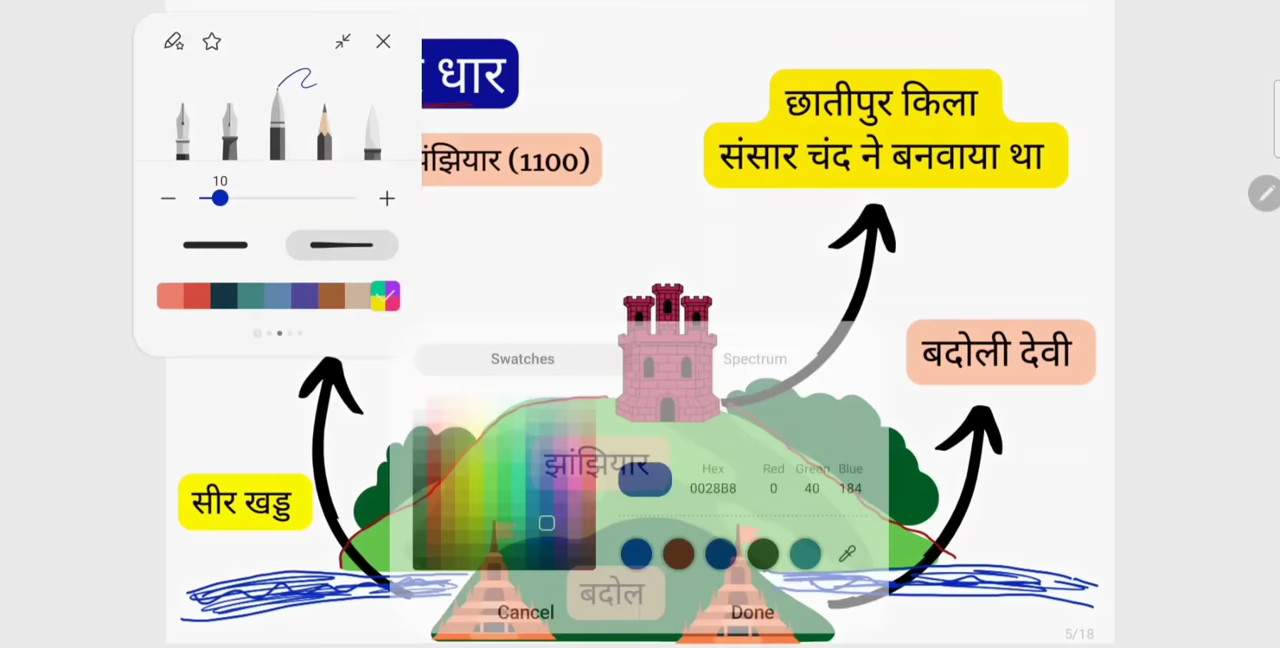 धार
10
झियार (1100)
छातीपुर किला
संसार चंद ने बनवाया था
Swatches
Spectrum
बदोली देवी
झांझियार
Hex
Red
Green
Blue
0028B8
0
40
184
सीर खड्ड
बदोल
Cancel
Done
5/18